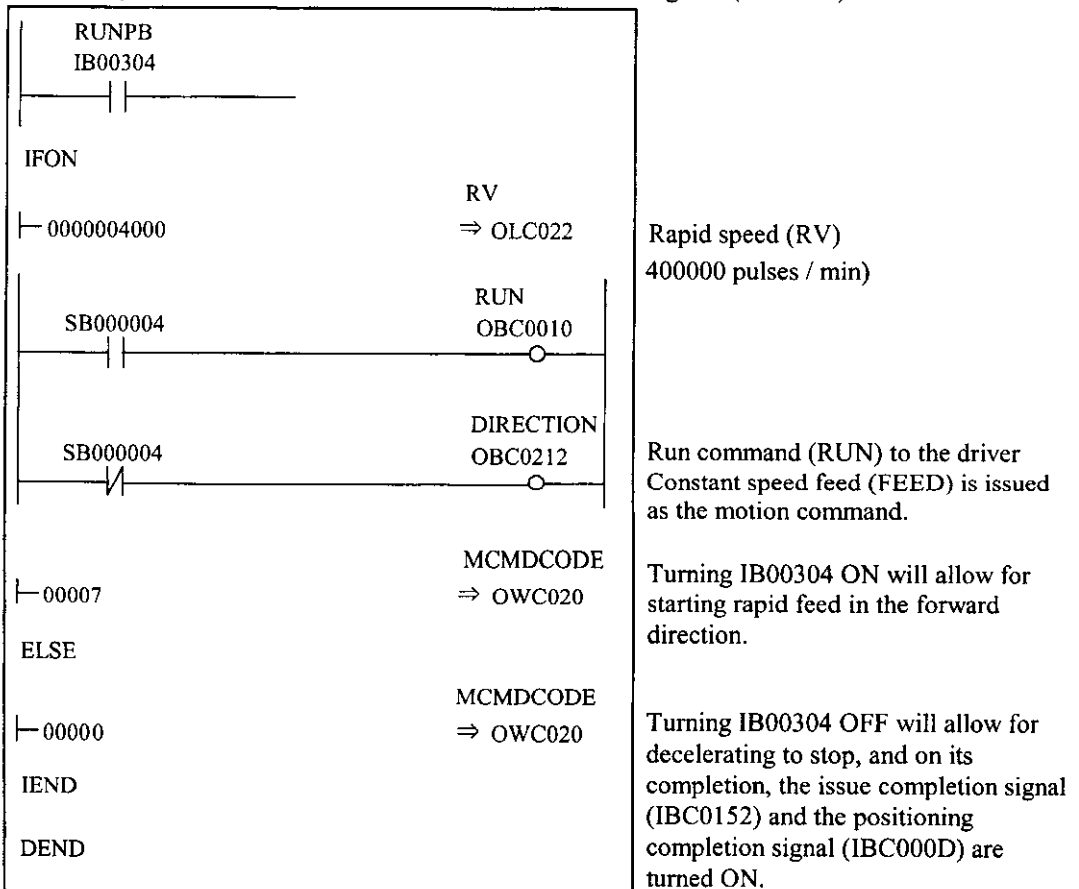 RUNPB
IB00304
IFON
RV
0000004000 ⇒ OLC022
Rapid speed (RV)
400000 pulses / min)
RUN
SB000004 OBC0010
DIRECTION
SB000004 OBC0212
Run command (RUN) to the driver
Constant speed feed (FEED) is issued
as the motion command.
MCMDCODE
00007 ⇒ OWC020
Turning IB00304 ON will allow for
starting rapid feed in the forward
direction.
ELSE
MCMDCODE
00000 ⇒ OWC020
Turning IB00304 OFF will allow for
decelerating to stop, and on its
completion, the issue completion signal
(IBC0152) and the positioning
completion signal (IBC000D) are
turned ON.
IEND
DEND